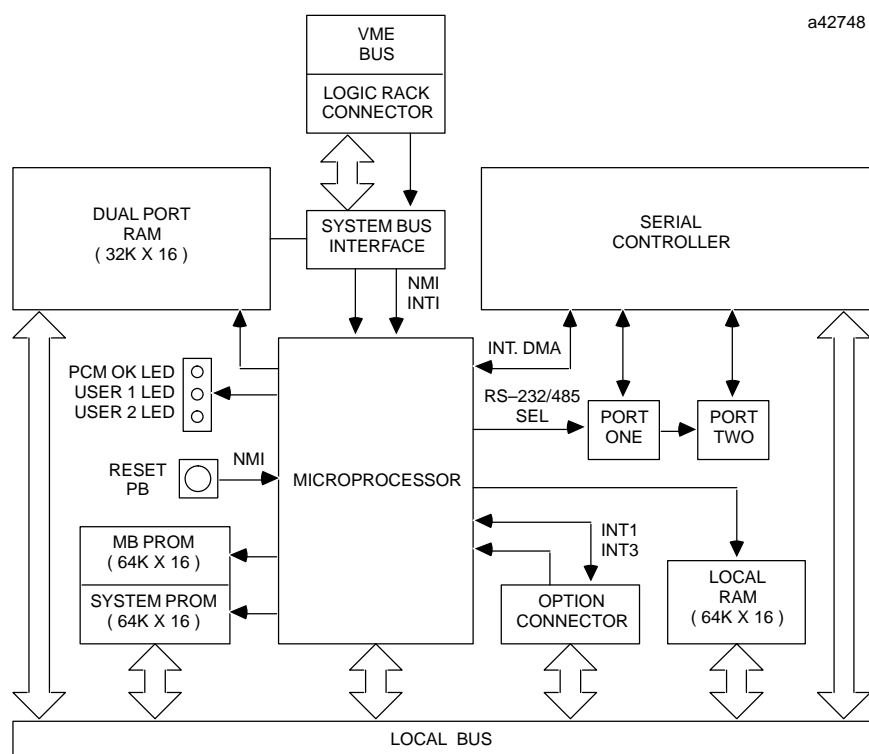 a42748
VME
BUS
LOGIC RACK
CONNECTOR
DUAL PORT
RAM
( 32K X 16 )
SYSTEM BUS
INTERFACE
SERIAL
CONTROLLER
NMI
INTI
INT. DMA
PCM OK LED
USER 1 LED
USER 2 LED
RS–232/485
SEL
PORT
ONE
PORT
TWO
RESET
PB
NMI
MICROPROCESSOR
MB PROM
( 64K X 16 )
SYSTEM PROM
( 64K X 16 )
INT1
INT3
OPTION
CONNECTOR
LOCAL
RAM
( 64K X 16 )
LOCAL BUS